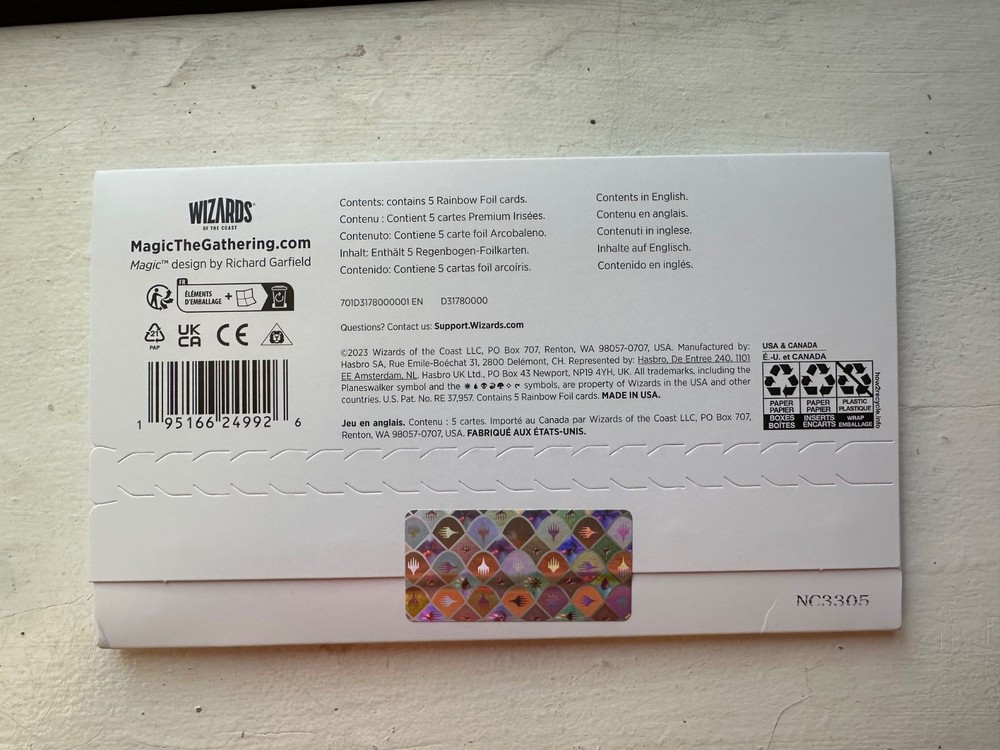 WIZARDS
OF THE COAST
MagicTheGathering.com
Magic™ design by Richard Garfield
FR
ÉLÉMENTS
D'EMBALLAGE +
21
PAP
UK
CA
CE
1 95166 24992 6
Contents: contains 5 Rainbow Foil cards.
Contenu : Contient 5 cartes Premium Irisées.
Contenuto: Contiene 5 carte foil Arcobaleno.
Inhalt: Enthält 5 Regenbogen-Foilkarten.
Contenido: Contiene 5 cartas foil arcoíris.
Contents in English.
Contenu en anglais.
Contenuti in inglese.
Inhalte auf Englisch.
Contenido en inglés.
701D3178000001 EN D31780000
Questions? Contact us: Support.Wizards.com
©2023 Wizards of the Coast LLC, PO Box 707, Renton, WA 98057-0707, USA. Manufactured by:
Hasbro SA, Rue Emile-Boéchat 31, 2800 Delémont, CH. Represented by: Hasbro, De Entree 240, 1101
EE Amsterdam, NL. Hasbro UK Ltd., PO Box 43 Newport, NP19 4YH, UK. All trademarks, including the
Planeswalker symbol and the symbols, are property of Wizards in the USA and other
countries. U.S. Pat. No. RE 37,957. Contains 5 Rainbow Foil cards. MADE IN USA.
Jeu en anglais. Contenu : 5 cartes. Importé au Canada par Wizards of the Coast LLC, PO Box 707,
Renton, WA 98057-0707, USA. FABRIQUÉ AUX ÉTATS-UNIS.
USA & CANADA
É.-U. et CANADA
PAPER
PAPIER
BOXES
BOÎTES
PAPER
PAPIER
INSERTS
ENCARTS
PLASTIC
PLASTIQUE
WRAP
EMBALLAGE
how2recycle.info
NC3305